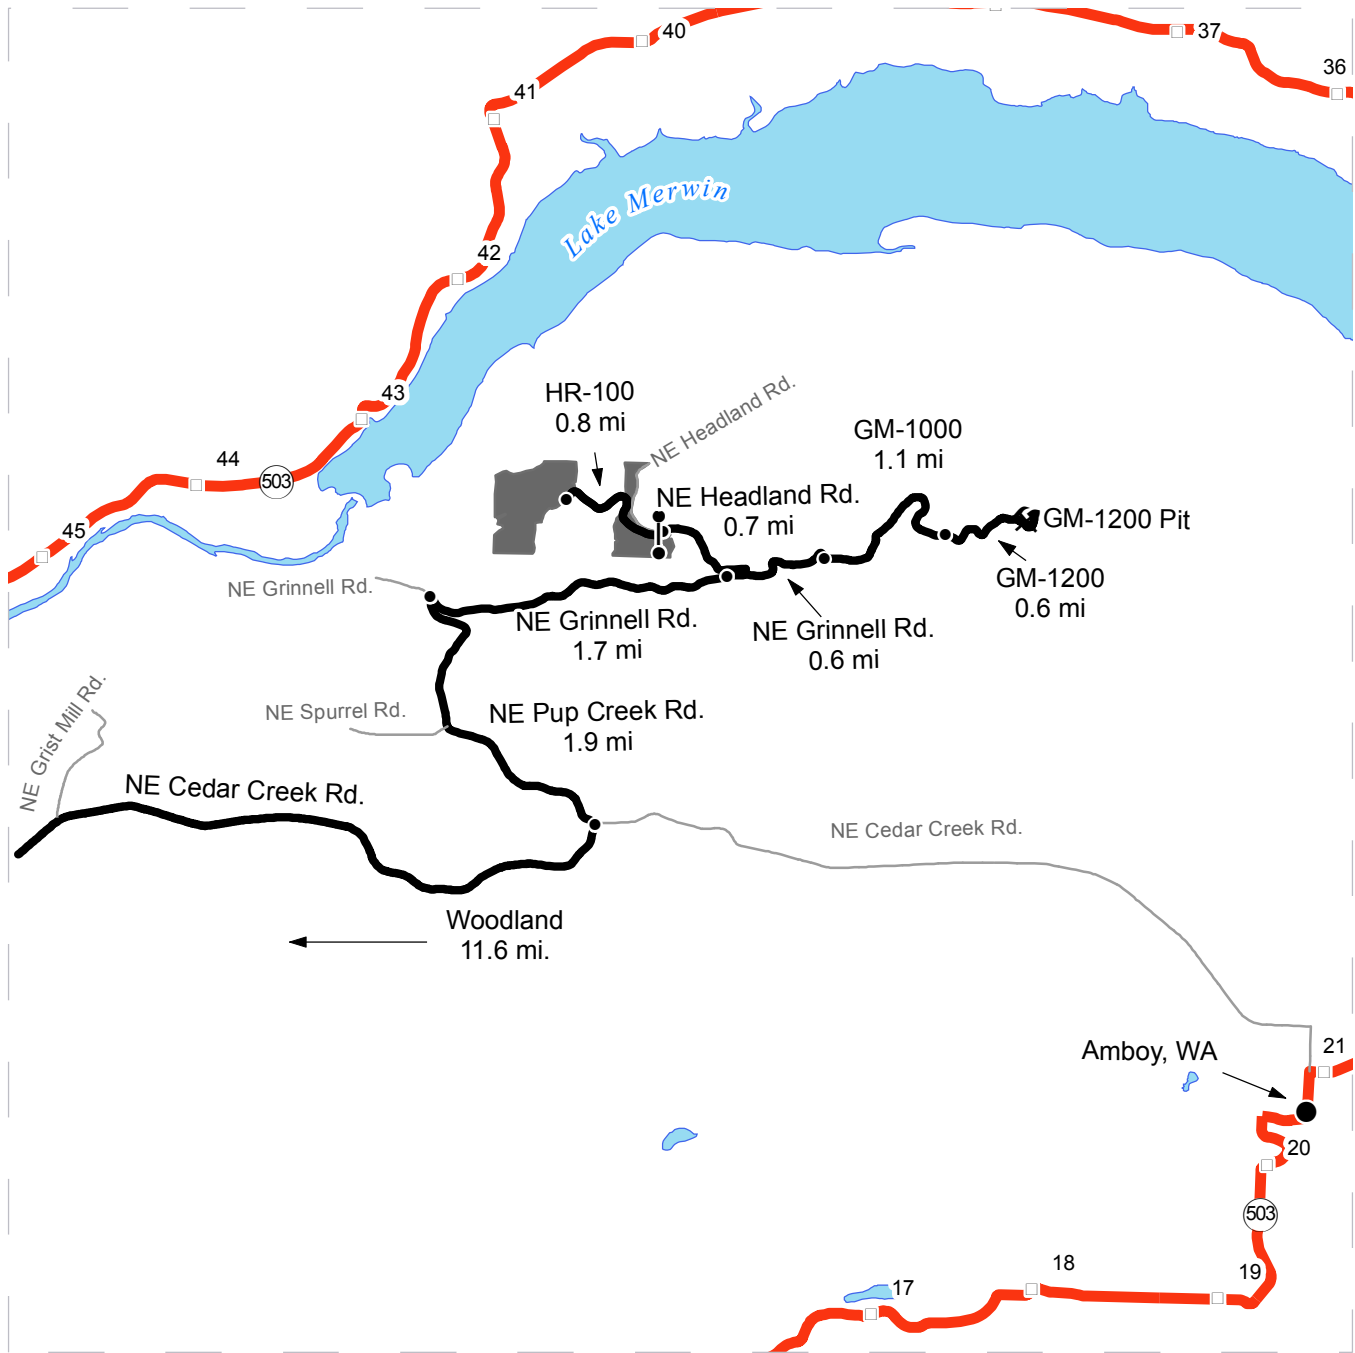 40
37
36
41
Lake Merwin
42
43
HR-100
0.8 mi
NE Headland Rd.
GM-1000
1.1 mi
44
503
NE Headland Rd.
0.7 mi
GM-1200 Pit
45
GM-1200
0.6 mi
NE Grinnell Rd.
NE Grinnell Rd.
1.7 mi
NE Grinnell Rd.
0.6 mi
NE Grist Mill Rd.
NE Spurrel Rd.
NE Pup Creek Rd.
1.9 mi
NE Cedar Creek Rd.
NE Cedar Creek Rd.
Woodland
11.6 mi.
Amboy, WA
21
20
503
18
19
17